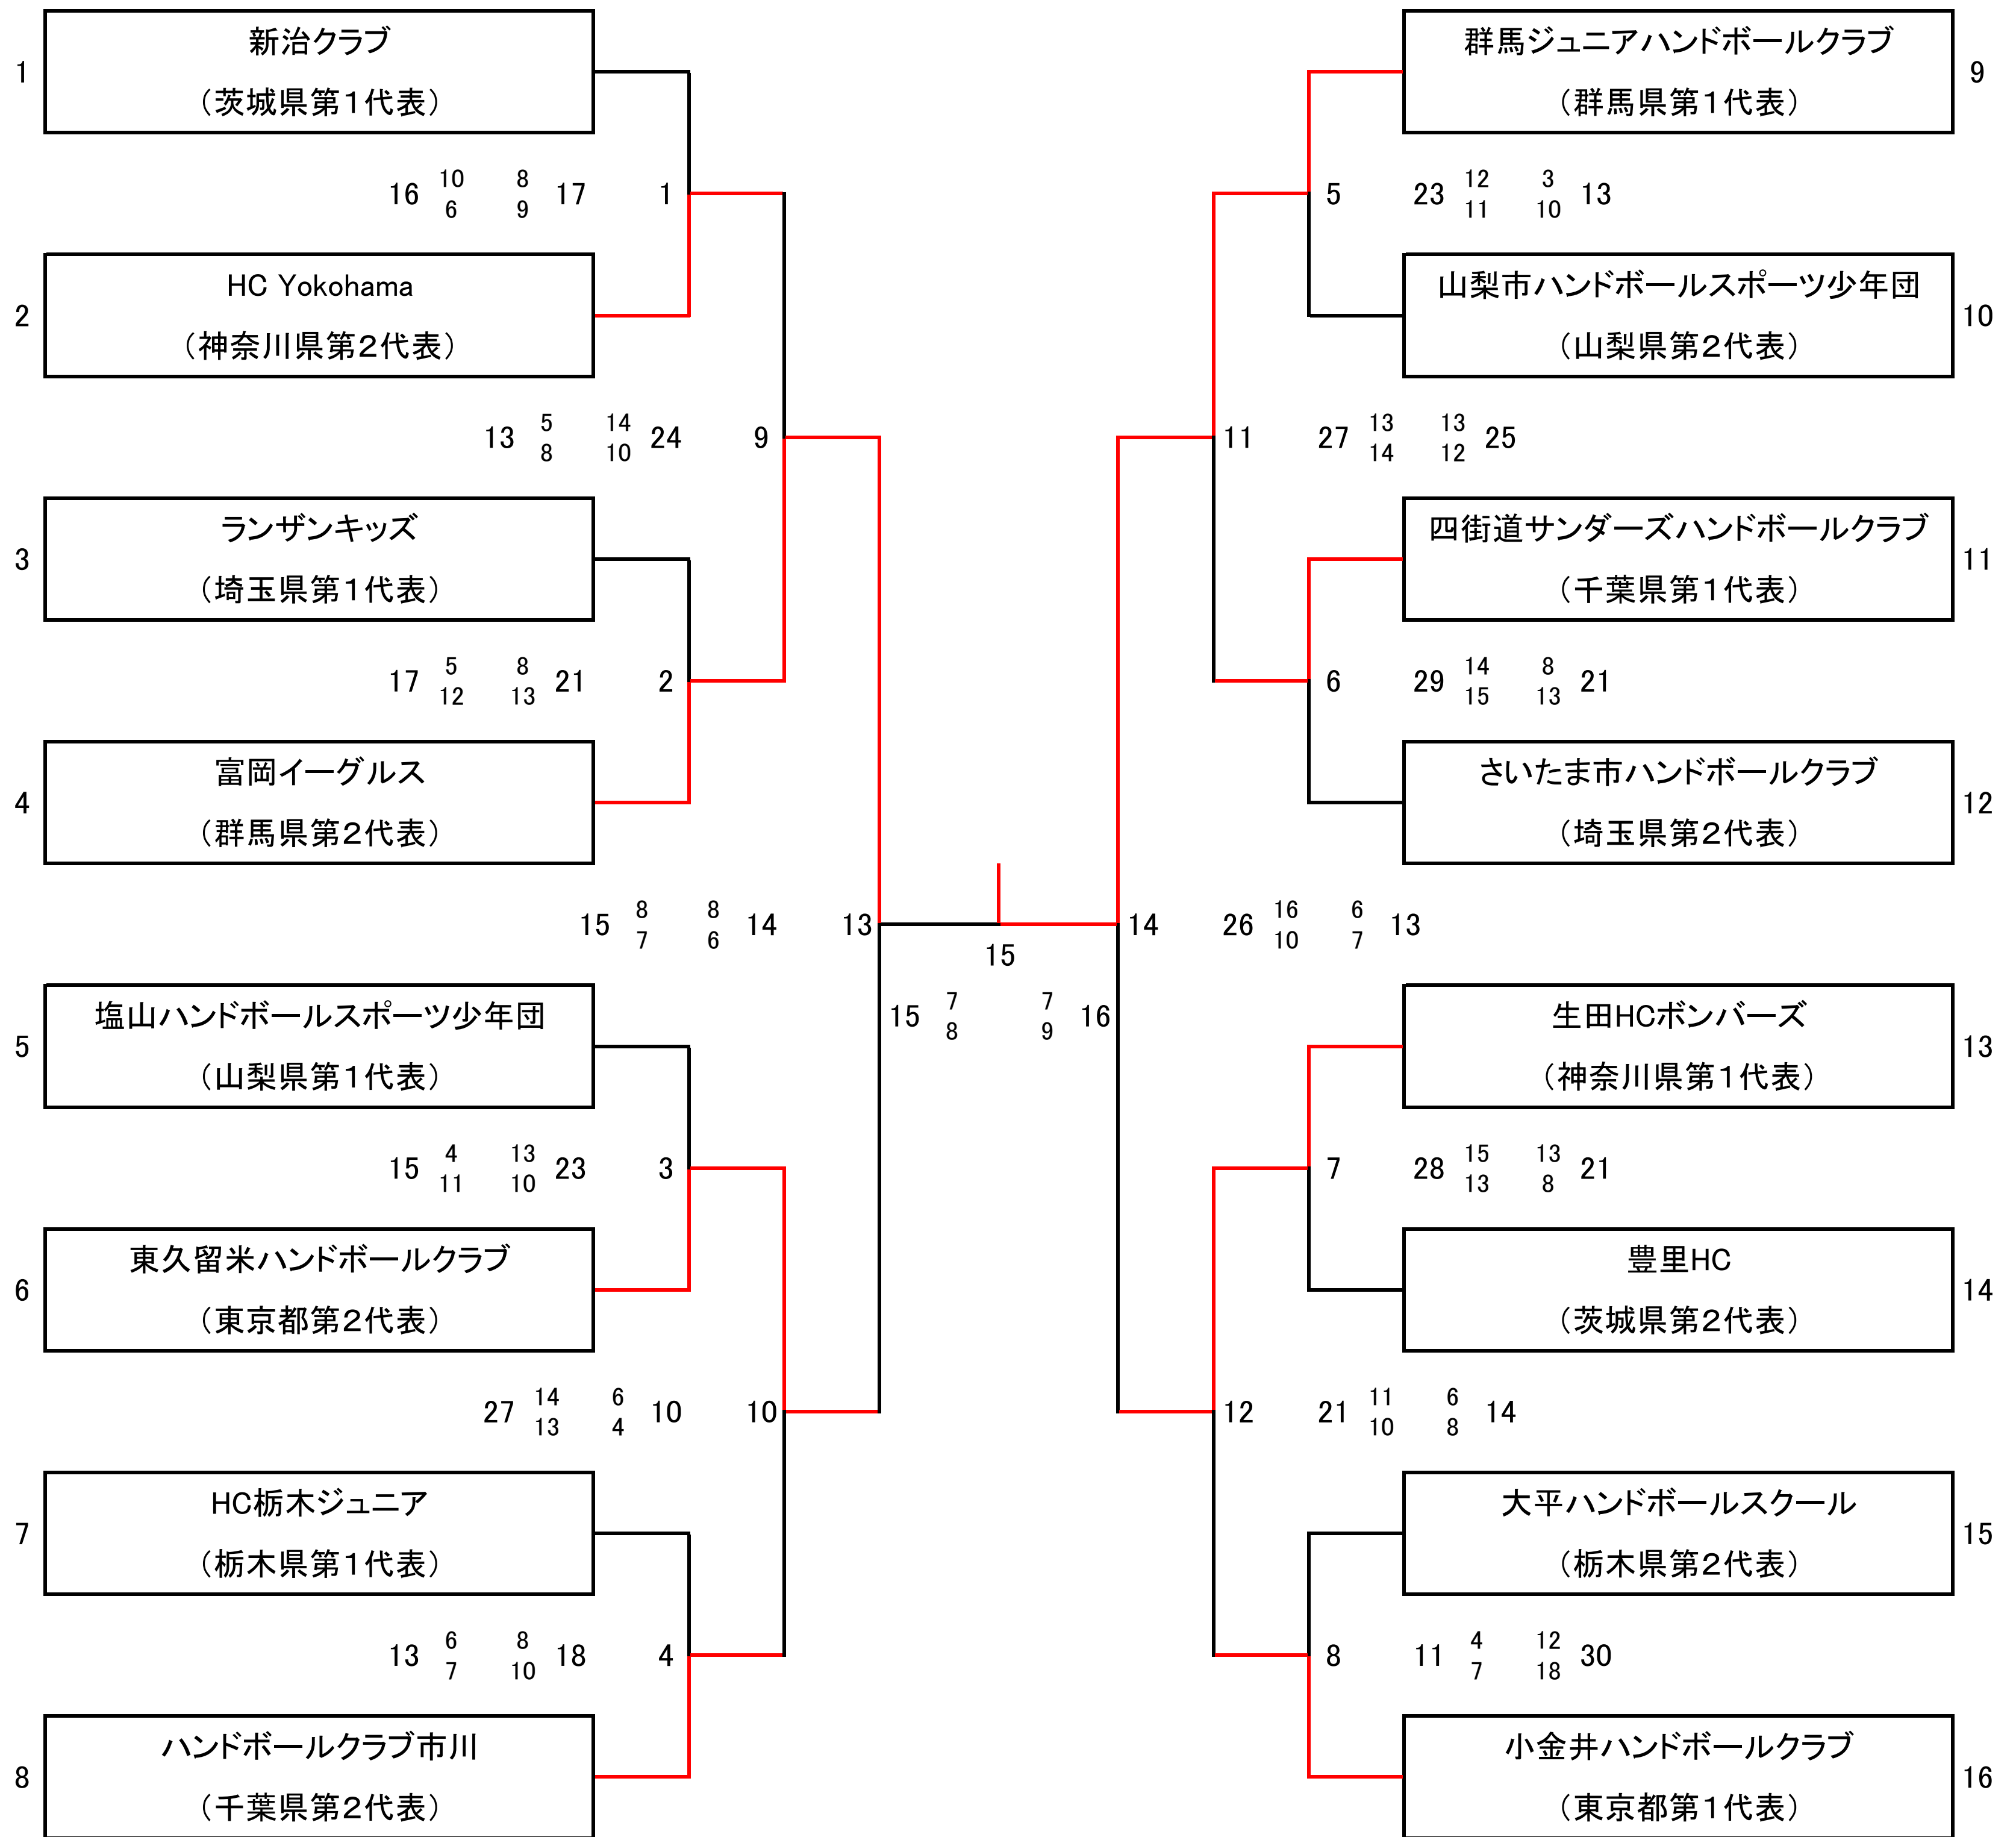 1
新治クラブ
（茨城県第１代表）
16 10 8 17 1
6 9
2
HC Yokohama
（神奈川県第２代表）
13 5 14 24 9
8 10
3
ランザンキッズ
（埼玉県第１代表）
17 5 8 21 2
12 13
4
富岡イーグルス
（群馬県第２代表）
15 8 8 14 13
7 6
5
塩山ハンドボールスポーツ少年団
（山梨県第１代表）
15 4 13 23 3
11 10
6
東久留米ハンドボールクラブ
（東京都第２代表）
27 14 6 10 10
13 4
7
HC栃木ジュニア
（栃木県第１代表）
13 6 8 18 4
7 10
8
ハンドボールクラブ市川
（千葉県第２代表）
15
15 7 7 16
8 9
群馬ジュニアハンドボールクラブ
（群馬県第１代表）
9
5 23 12 3 13
11 10
山梨市ハンドボールスポーツ少年団
（山梨県第２代表）
10
11 27 13 13 25
14 12
四街道サンダーズハンドボールクラブ
（千葉県第１代表）
11
6 29 14 8 21
15 13
さいたま市ハンドボールクラブ
（埼玉県第２代表）
12
14 26 16 6 13
10 7
生田HCボンバーズ
（神奈川県第１代表）
13
7 28 15 13 21
13 8
豊里HC
（茨城県第２代表）
14
12 21 11 6 14
10 8
大平ハンドボールスクール
（栃木県第２代表）
15
8 11 4 12 30
7 18
小金井ハンドボールクラブ
（東京都第１代表）
16